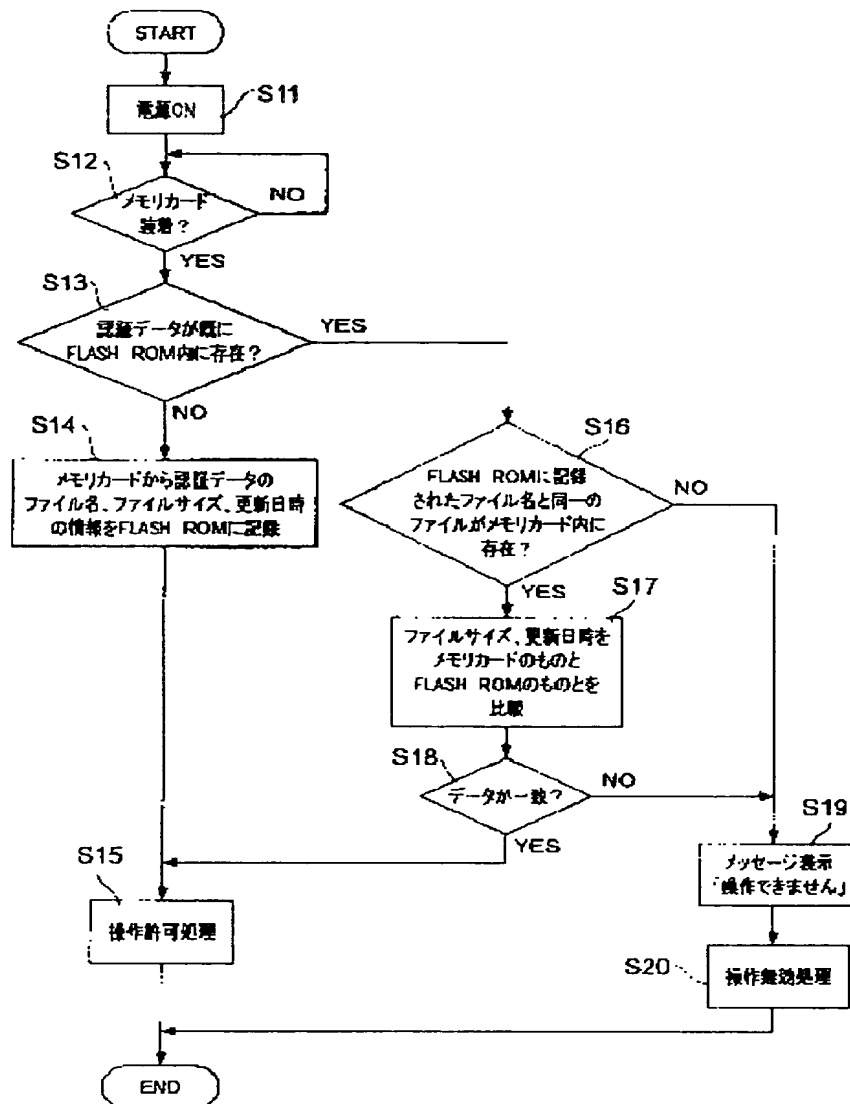 START
S11
電源ON
S12
メモリカード
装着？
NO
YES
S13
認証データが既に
FLASH ROM内に存在？
YES
NO
S14
メモリカードから認証データの
ファイル名、ファイルサイズ、更新日時
の情報をFLASH ROMに記録
S16
FLASH ROMに記録
されたファイル名と同一の
ファイルがメモリカード内に
存在？
NO
YES
S17
ファイルサイズ、更新日時を
メモリカードのものと
FLASH ROMのものとを
比較
S18
データが一致？
NO
YES
S19
メッセージ表示
「操作できません」
S15
操作許可処理
S20
操作無効処理
END